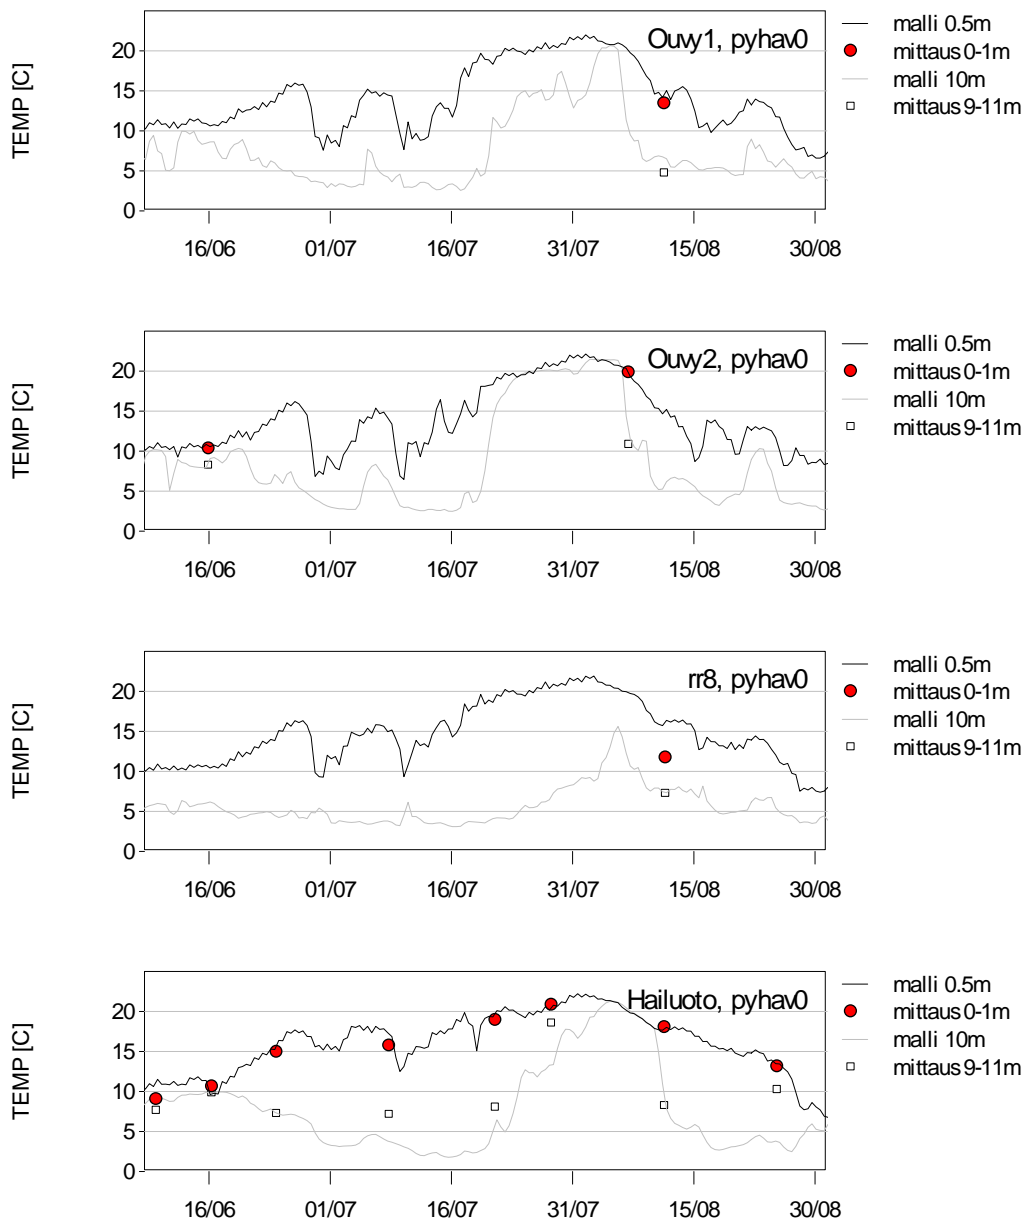 Ouvy1, pyhav0
TEMP [C]
20
15
10
5
0
16/06 01/07 16/07 31/07 15/08 30/08
malli 0.5m
mittaus 0-1m
malli 10m
mittaus 9-11m
Ouvy2, pyhav0
TEMP [C]
20
15
10
5
0
16/06 01/07 16/07 31/07 15/08 30/08
malli 0.5m
mittaus 0-1m
malli 10m
mittaus 9-11m
rr8, pyhav0
TEMP [C]
20
15
10
5
0
16/06 01/07 16/07 31/07 15/08 30/08
malli 0.5m
mittaus 0-1m
malli 10m
mittaus 9-11m
Hailuoto, pyhav0
TEMP [C]
20
15
10
5
0
16/06 01/07 16/07 31/07 15/08 30/08
malli 0.5m
mittaus 0-1m
malli 10m
mittaus 9-11m